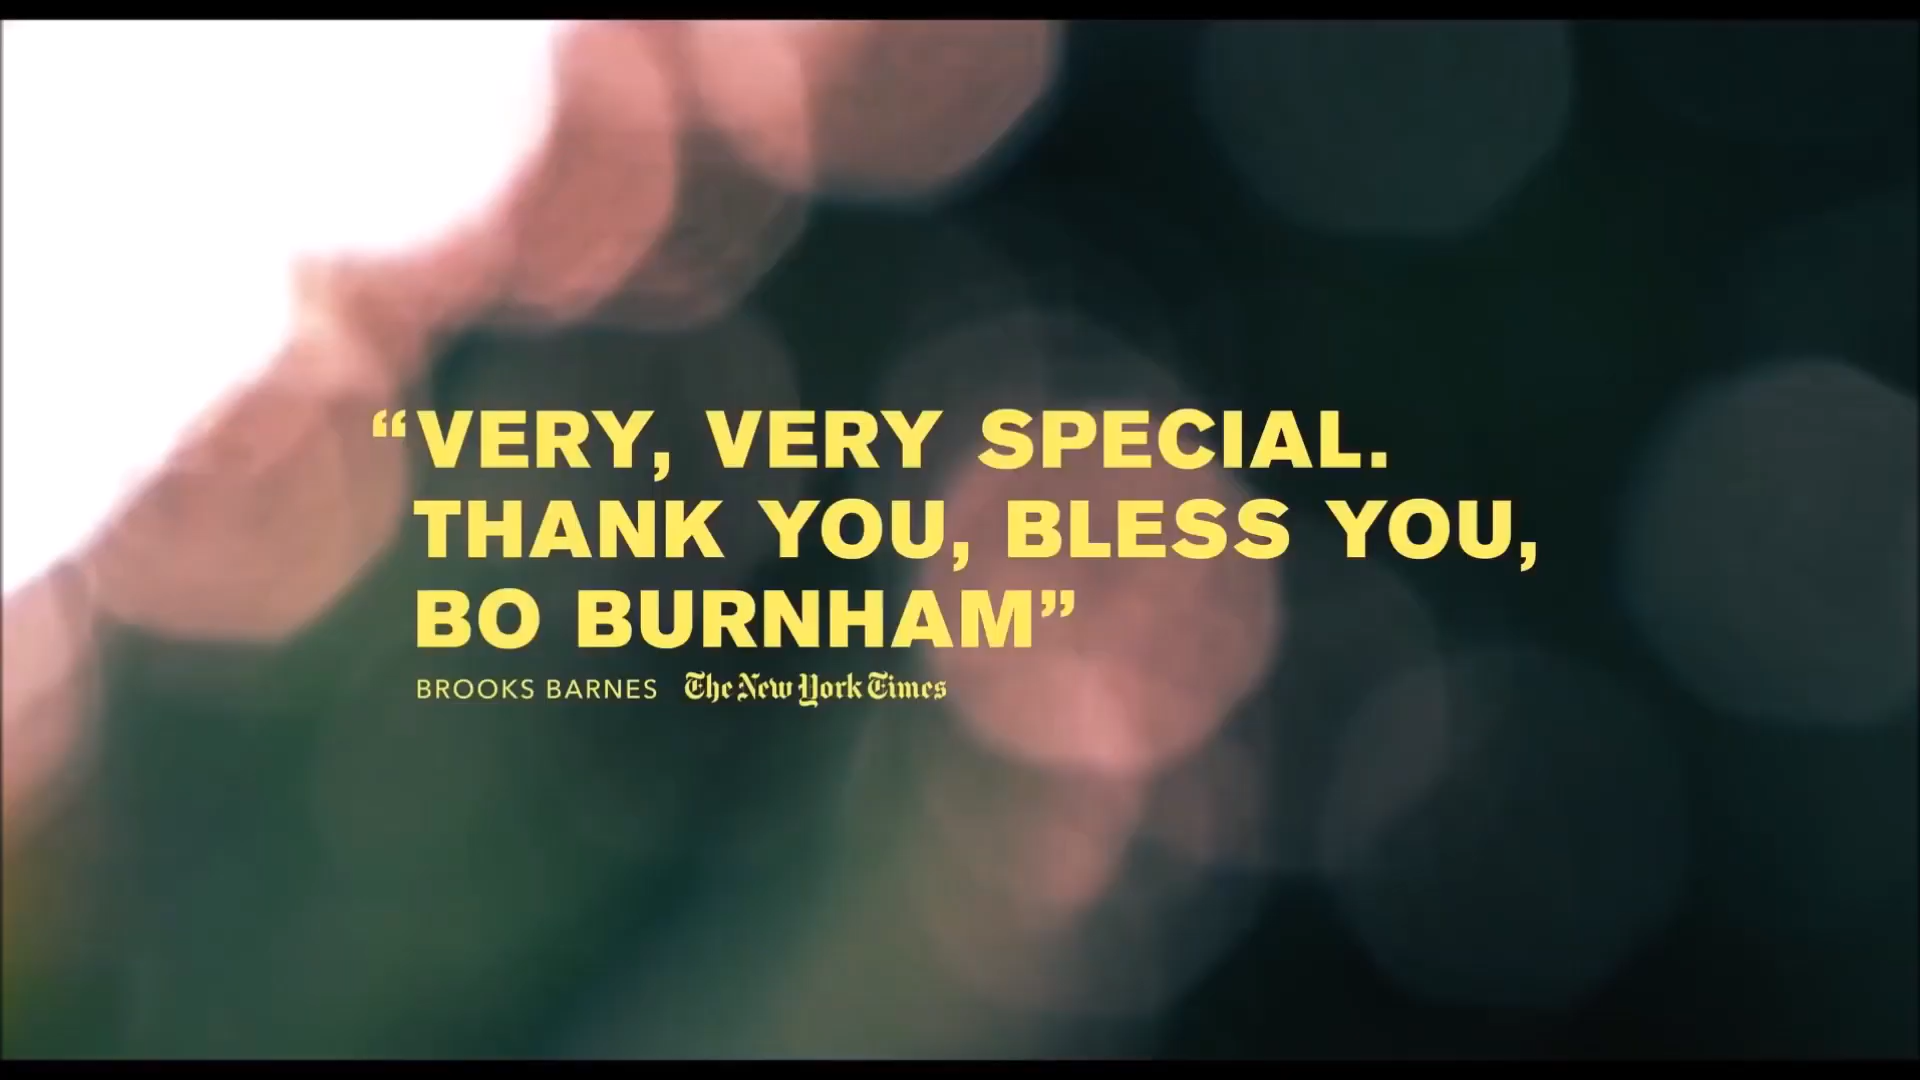 “VERY, VERY SPECIAL.
THANK YOU, BLESS YOU,
BO BURNHAM”
BROOKS BARNES The New York Times